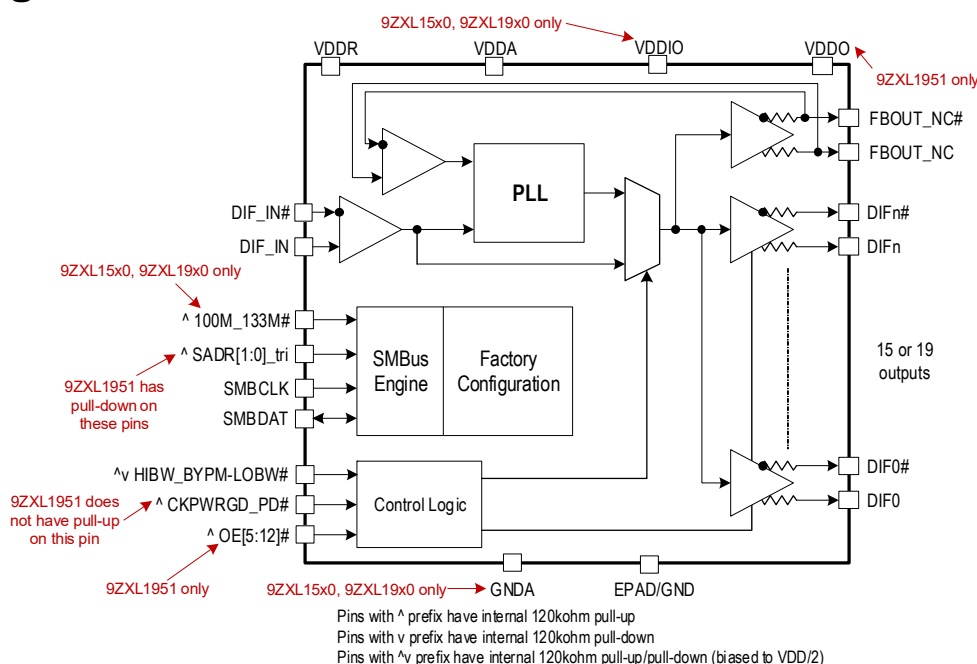 9ZXL15x0, 9ZXL19x0 only
VDDR
VDDA
VDDIO
VDDO
9ZXL1951 only
FBOUT_NC#
FBOUT_NC
PLL
DIF_IN#
DIF_IN
DIFn#
DIFn
9ZXL15x0, 9ZXL19x0 only
^ 100M_133M#
^ SADR[1:0]_tri
SMBCLK
SMBDAT
9ZXL1951 has
pull-down on
these pins
SMBus
Engine
Factory
Configuration
15 or 19
outputs
^v HIBW_BYPM-LOBW#
^ CKPWRGD_PD#
^ OE[5:12]#
9ZXL1951 does
not have pull-up
on this pin
9ZXL1951 only
Control Logic
DIF0#
DIF0
9ZXL15x0, 9ZXL19x0 only
GNDA
EPAD/GND
Pins with ^ prefix have internal 120kohm pull-up
Pins with v prefix have internal 120kohm pull-down
Pins with ^v prefix have internal 120kohm pull-up/pull-down (biased to VDD/2)